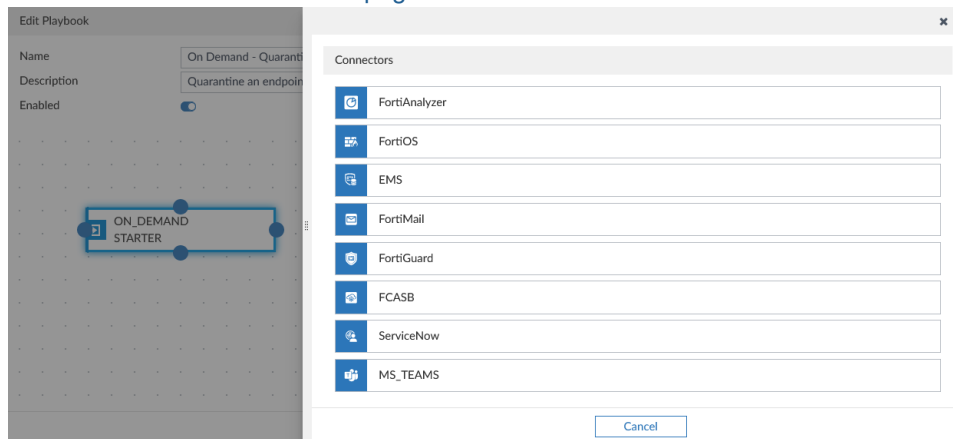 Edit Playbook
Name
On Demand - Quaranti
Description
Quarantine an endpoin
Enabled
ON_DEMAND
STARTER
Connectors
FortiAnalyzer
FortiOS
EMS
FortiMail
FortiGuard
FCASB
ServiceNow
MS_TEAMS
Cancel